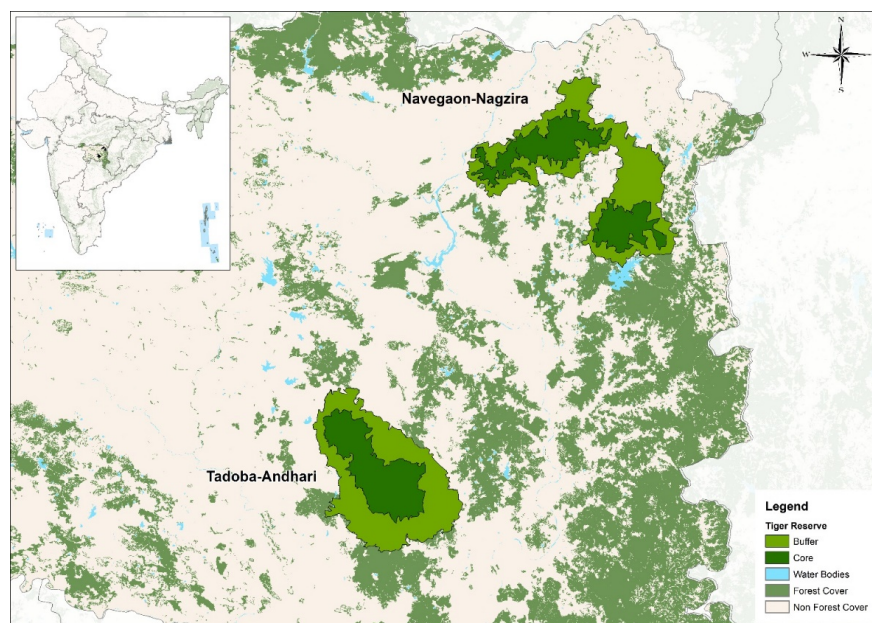 N
W
E
S
Navegaon-Nagzira
Tadoba-Andhari
Legend
Tiger Reserve
Buffer
Core
Water Bodies
Forest Cover
Non Forest Cover